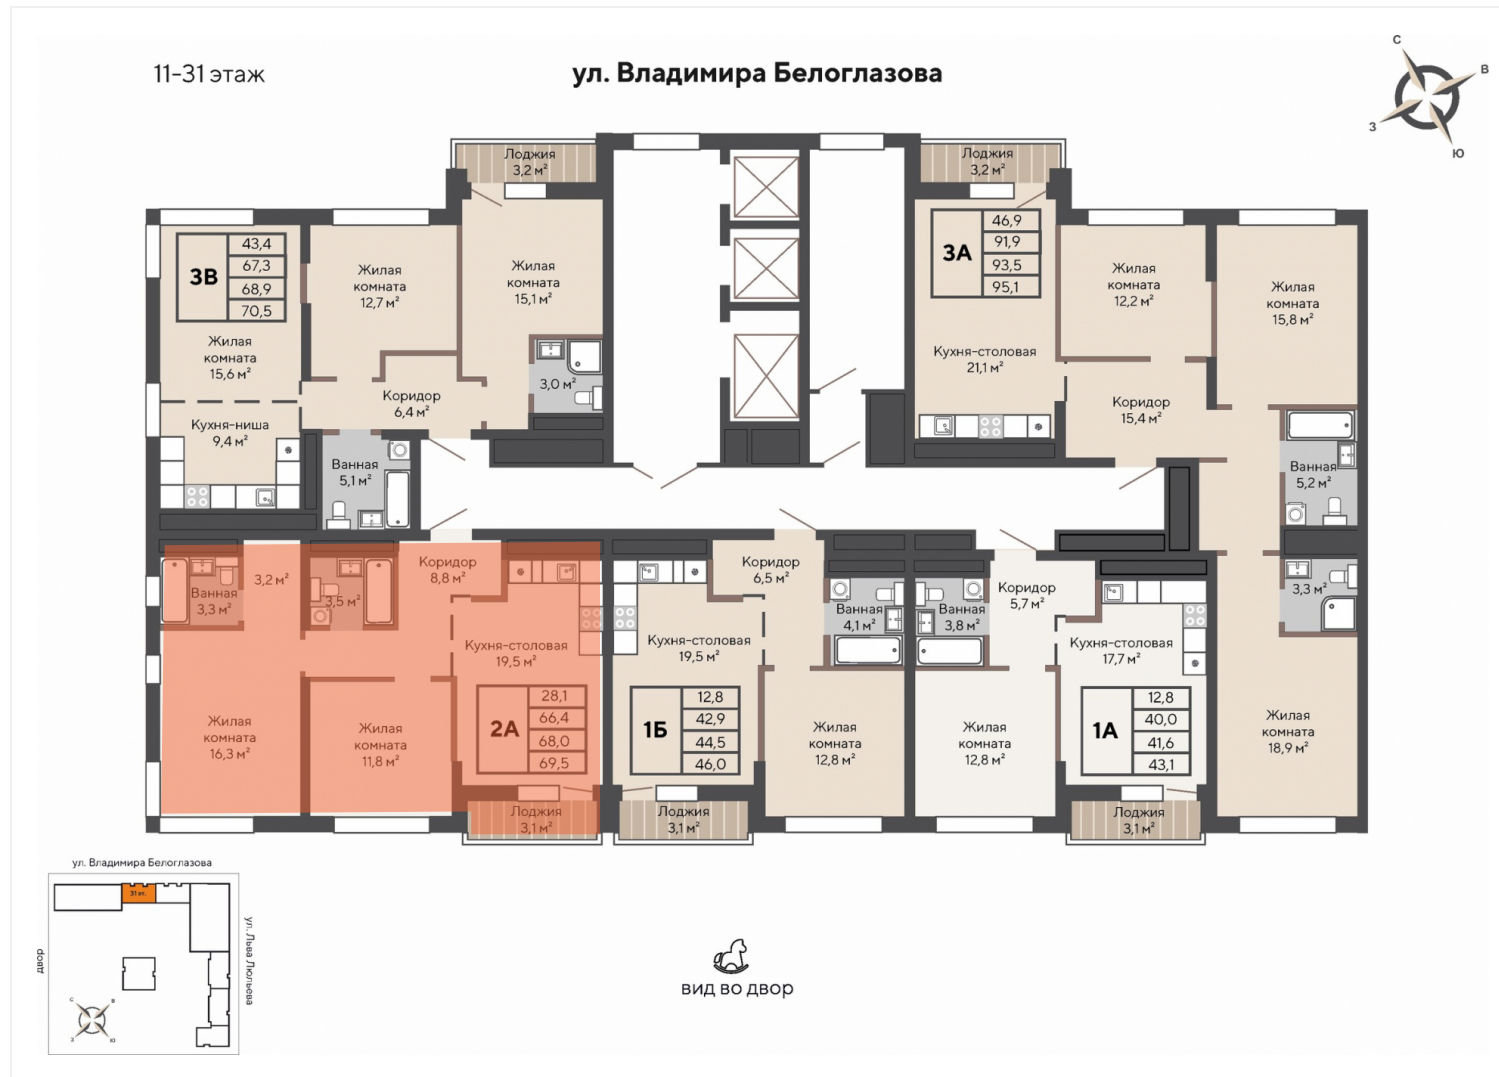 11-31 этаж
ул. Владимира Белоглазова
С
В
З
Ю
Лоджия
3,2 м²
Лоджия
3,2 м²
3В
43,4
67,3
68,9
70,5
Жилая
комната
15,6 м²
Кухня-ниша
9,4 м²
Жилая
комната
12,7 м²
Жилая
комната
15,1 м²
3,0 м²
Коридор
6,4 м²
Ванная
5,1 м²
3А
46,9
91,9
93,5
95,1
Кухня-столовая
21,1 м²
Жилая
комната
12,2 м²
Жилая
комната
15,8 м²
Коридор
15,4 м²
Ванная
5,2 м²
3,3 м²
Жилая
комната
18,9 м²
Ванная
3,3 м²
3,2 м²
3,5 м²
Коридор
8,8 м²
Кухня-столовая
19,5 м²
2А
28,1
66,4
68,0
69,5
Жилая
комната
16,3 м²
Жилая
комната
11,8 м²
Лоджия
3,1 м²
Коридор
6,5 м²
Кухня-столовая
19,5 м²
Ванная
4,1 м²
1Б
12,8
42,9
44,5
46,0
Жилая
комната
12,8 м²
Лоджия
3,1 м²
Ванная
3,8 м²
Коридор
5,7 м²
Кухня-столовая
17,7 м²
Жилая
комната
12,8 м²
1А
12,8
40,0
41,6
43,1
Лоджия
3,1 м²
ул. Владимира Белоглазова
31 эт.
двор
ул. Льва Люльева
С
В
З
Ю
вид во двор